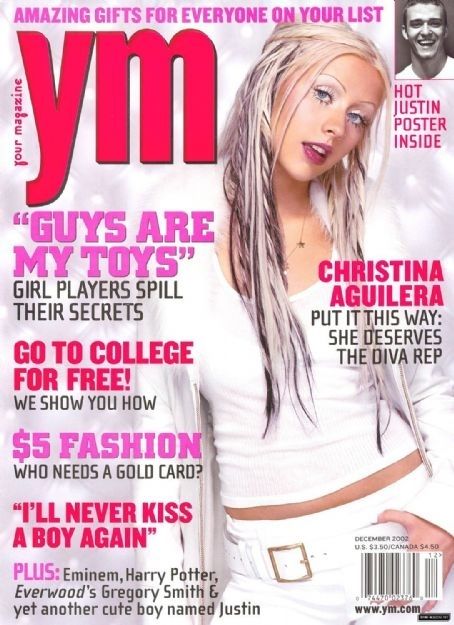 AMAZING GIFTS FOR EVERYONE ON YOUR LIST
your magazine
ym
HOT
JUSTIN
POSTER
INSIDE
"GUYS ARE
MY TOYS"
GIRL PLAYERS SPILL
THEIR SECRETS
CHRISTINA
AGUILERA
PUT IT THIS WAY:
SHE DESERVES
THE DIVA REP
GO TO COLLEGE
FOR FREE!
WE SHOW YOU HOW
$5 FASHION
WHO NEEDS A GOLD CARD?
"I'LL NEVER KISS
A BOY AGAIN"
PLUS: Eminem, Harry Potter,
Everwood's Gregory Smith &
yet another cute boy named Justin
DECEMBER 2002
U.S. $3.50/CANADA $4.50
12>
www.ym.com